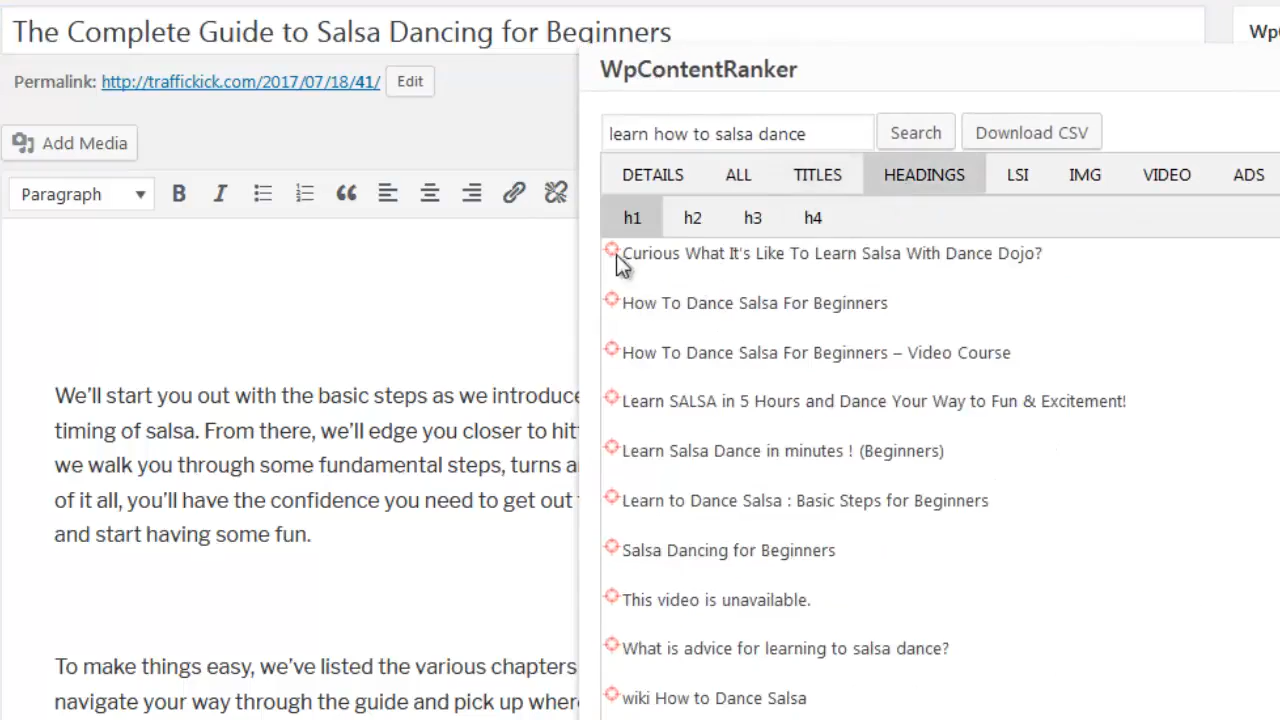 The Complete Guide to Salsa Dancing for Beginners
WpC
Permalink: http://traffickick.com/2017/07/18/41/ Edit
WpContentRanker
Add Media
learn how to salsa dance Search Download CSV
DETAILS ALL TITLES HEADINGS LSI IMG VIDEO ADS
Paragraph B I
h1 h2 h3 h4
Curious What It's Like To Learn Salsa With Dance Dojo?
How To Dance Salsa For Beginners
How To Dance Salsa For Beginners – Video Course
Learn SALSA in 5 Hours and Dance Your Way to Fun & Excitement!
Learn Salsa Dance in minutes ! (Beginners)
Learn to Dance Salsa : Basic Steps for Beginners
Salsa Dancing for Beginners
This video is unavailable.
What is advice for learning to salsa dance?
wiki How to Dance Salsa
We'll start you out with the basic steps as we introduce
timing of salsa. From there, we'll edge you closer to hit
we walk you through some fundamental steps, turns a
of it all, you'll have the confidence you need to get out
and start having some fun.
To make things easy, we've listed the various chapters
navigate your way through the guide and pick up wher